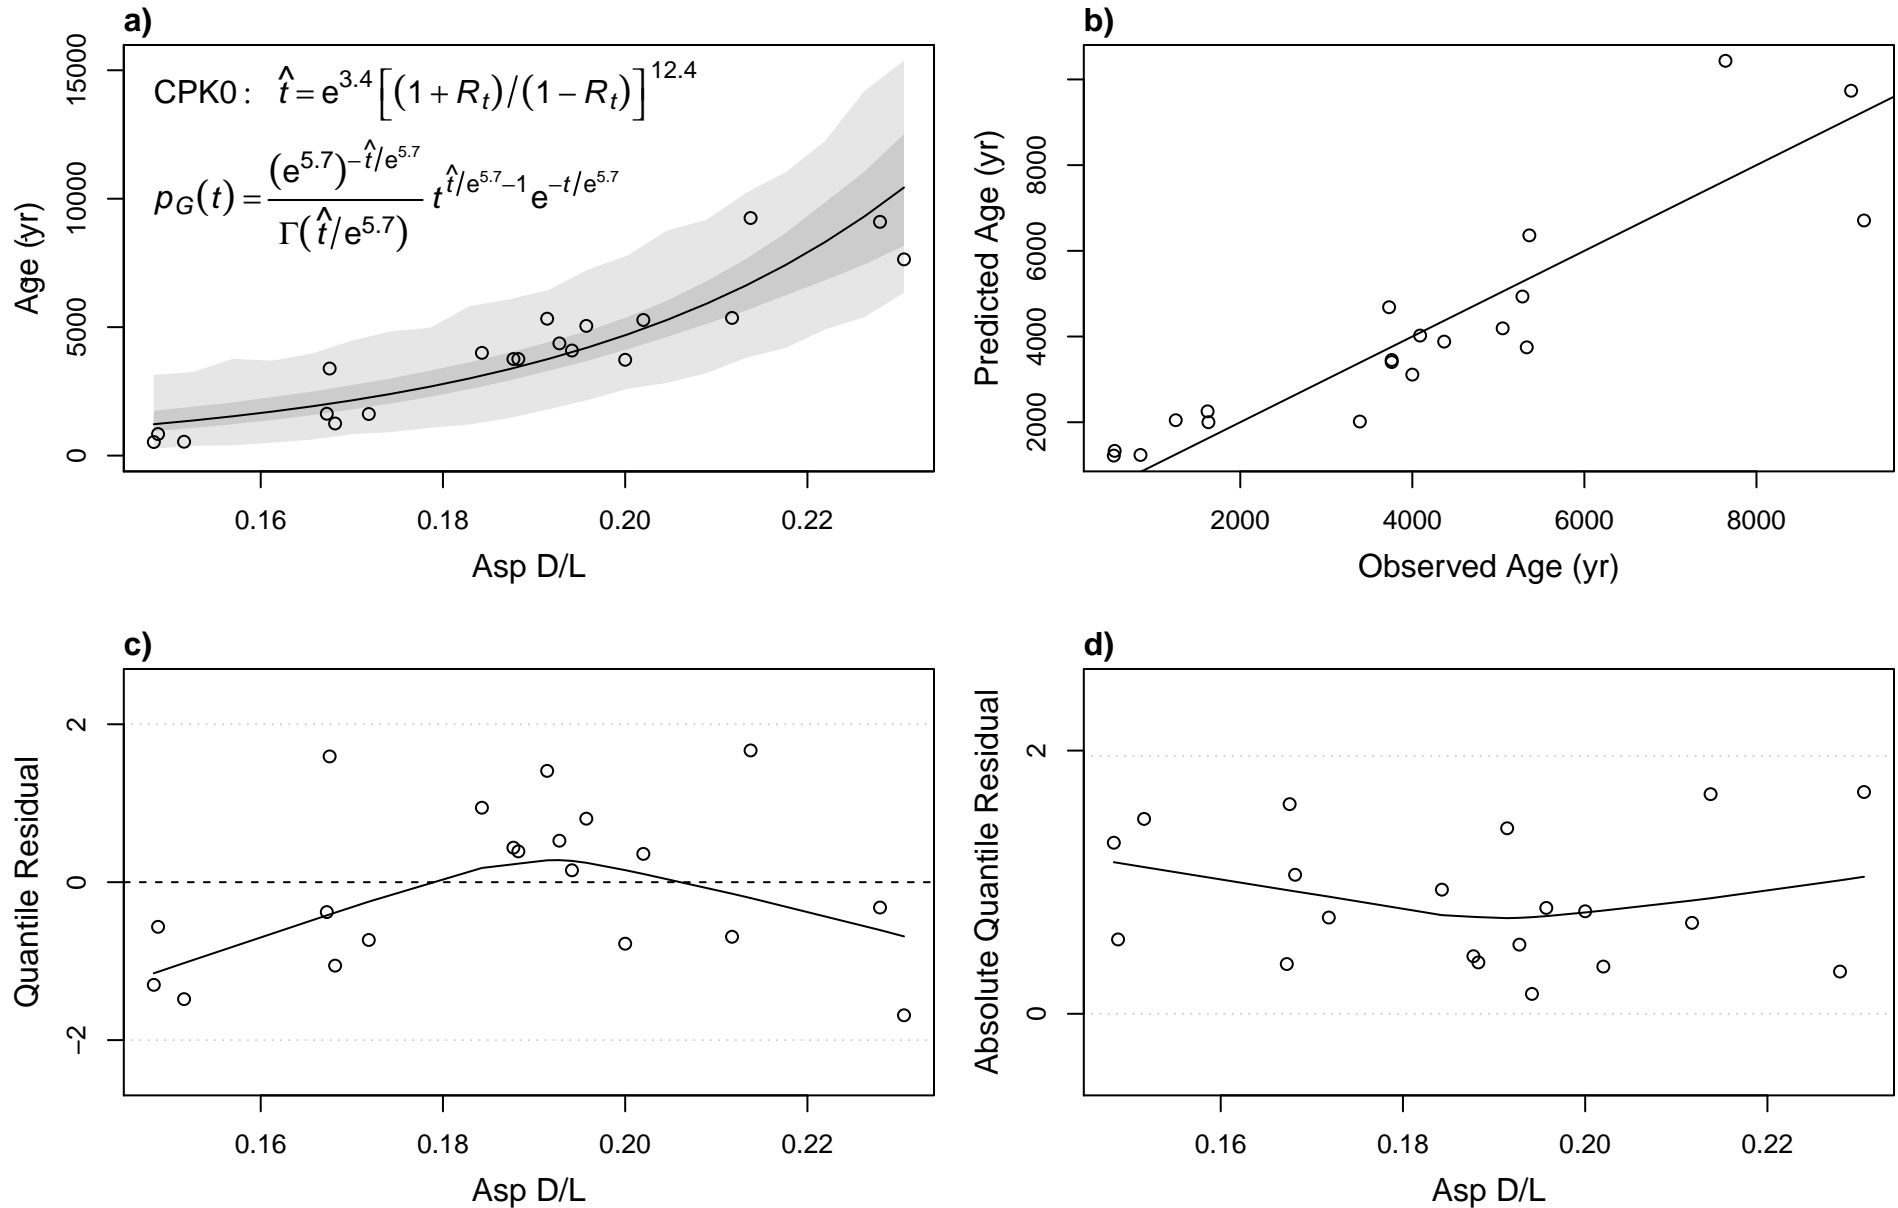 a)
CPK0 : t̂ = e^3.4 [(1 + R_t) / (1 − R_t)]^12.4
p_G(t) = (e^5.7)^−t̂/e^5.7 / Γ(t̂/e^5.7) t^t̂/e^5.7−1 e^−t/e^5.7
Age (yr)
0
5000
10000
15000
0.16 0.18 0.20 0.22
Asp D/L
b)
Predicted Age (yr)
2000
4000
6000
8000
2000 4000 6000 8000
Observed Age (yr)
c)
Quantile Residual
−2
0
2
0.16 0.18 0.20 0.22
Asp D/L
d)
Absolute Quantile Residual
0
2
0.16 0.18 0.20 0.22
Asp D/L